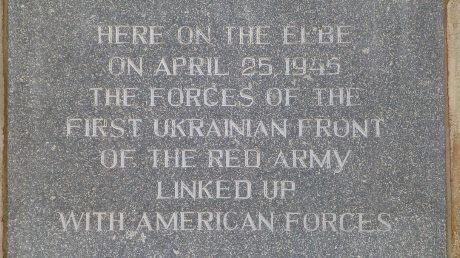 HERE ON THE ELBE
ON APRIL 25, 1945
THE FORCES OF THE
FIRST UKRAINIAN FRONT
OF THE RED ARMY
LINKED UP
WITH AMERICAN FORCES